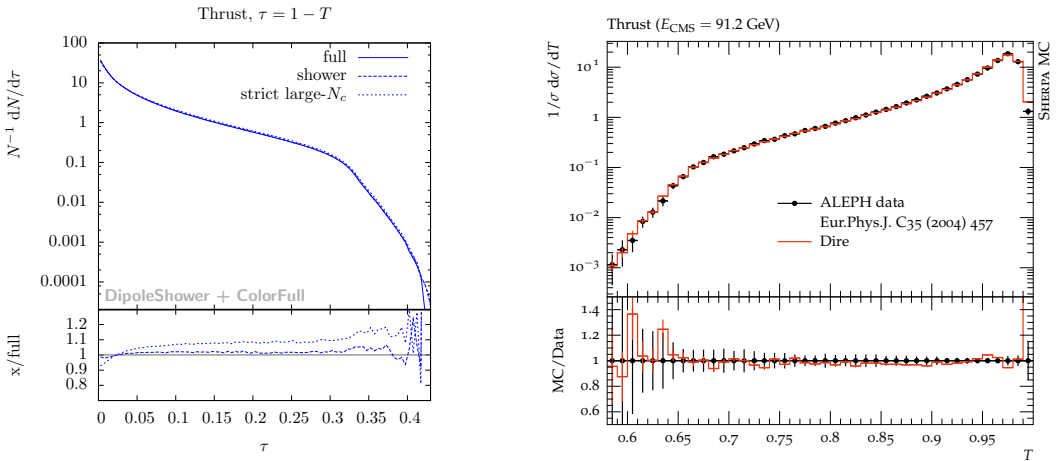 Thrust, τ = 1 − T
N⁻¹ dN/dτ
100
10
1
0.1
0.01
0.001
0.0001
full
shower
strict large-N_c
DipoleShower + ColorFull
x/full
1.2
1.1
1
0.9
0.8
0 0.05 0.1 0.15 0.2 0.25 0.3 0.35 0.4
τ
Thrust (E_CMS = 91.2 GeV)
Sherpa MC
1/σ dσ/dT
10¹
1
10⁻¹
10⁻²
10⁻³
ALEPH data
Eur.Phys.J. C35 (2004) 457
Dire
MC/Data
1.4
1.2
1
0.8
0.6
0.6 0.65 0.7 0.75 0.8 0.85 0.9 0.95
T